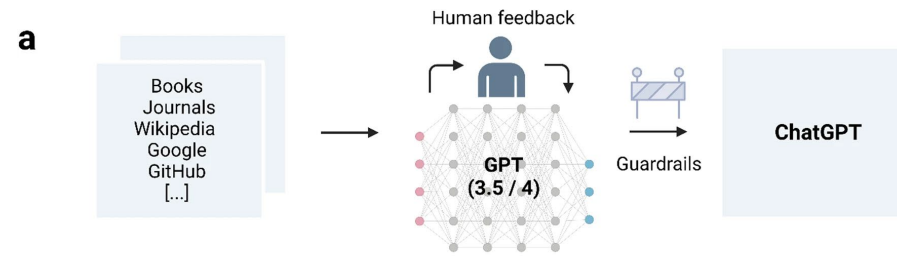 a
Human feedback
Books
Journals
Wikipedia
Google
GitHub
[...]
GPT
(3.5 / 4)
Guardrails
ChatGPT